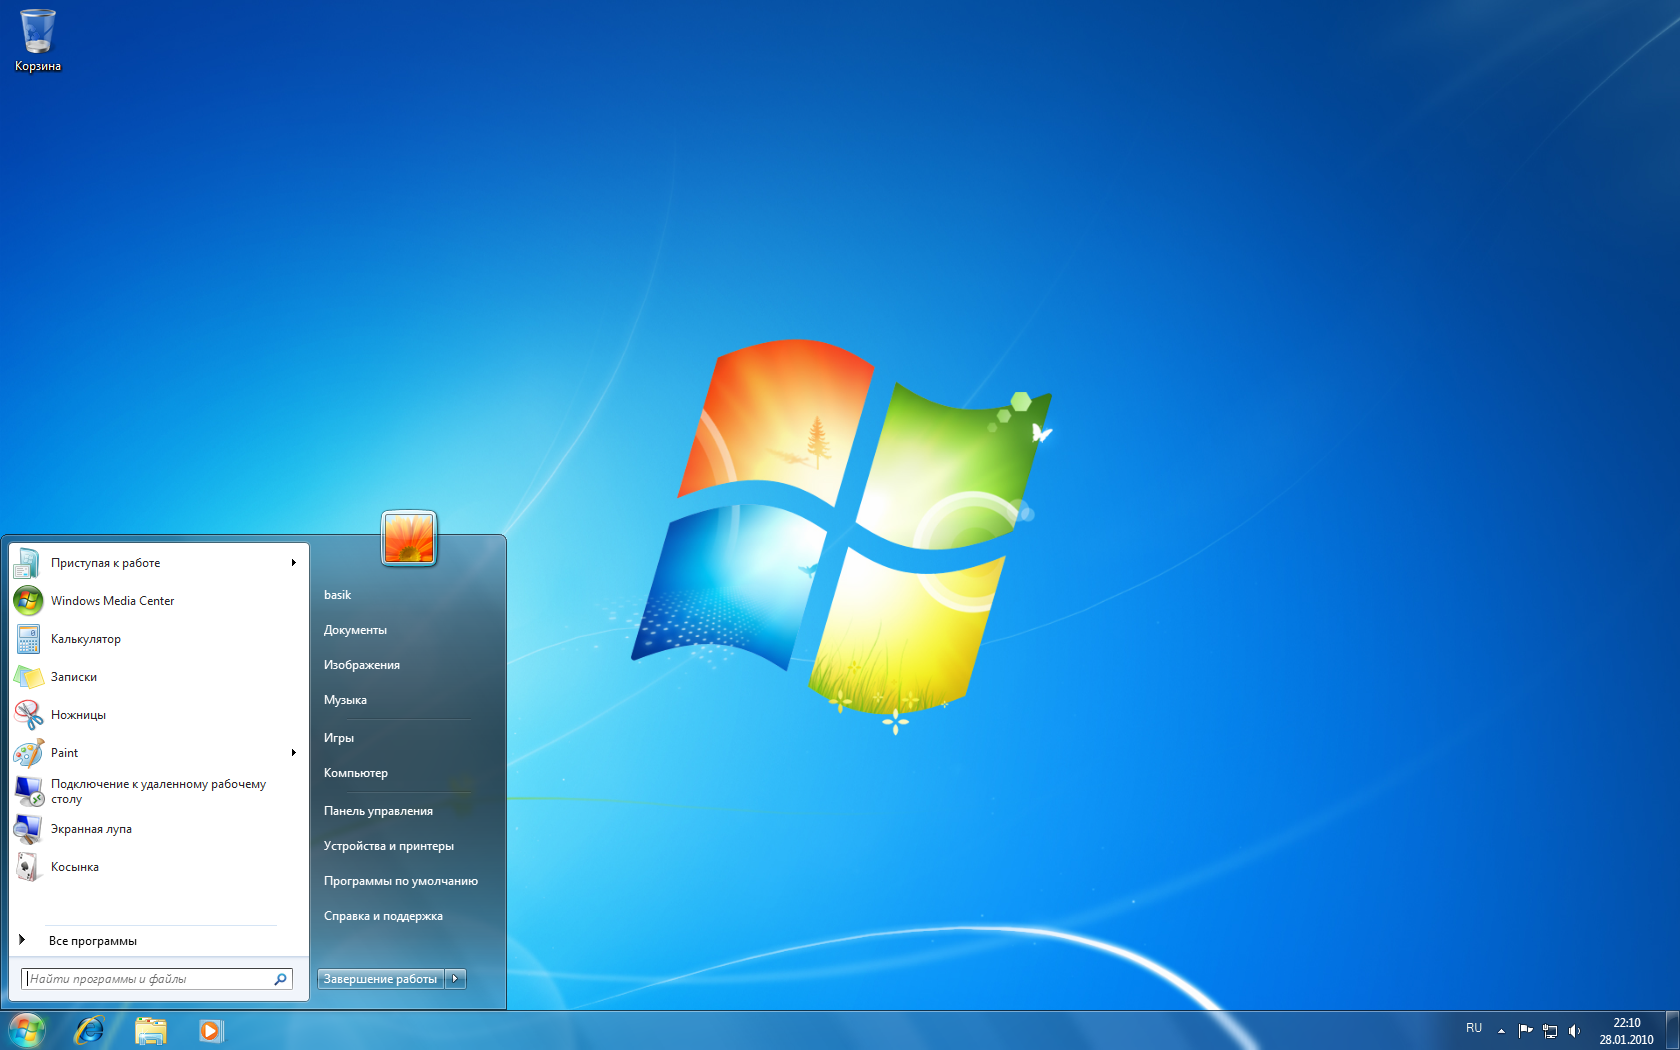 Корзина
Приступая к работе
Windows Media Center
Калькулятор
Записки
Ножницы
Paint
Подключение к удаленному рабочему
столу
Экранная лупа
Косынка
Все программы
Найти программы и файлы
basik
Документы
Изображения
Музыка
Игры
Компьютер
Панель управления
Устройства и принтеры
Программы по умолчанию
Справка и поддержка
Завершение работы
RU
22:10
28.01.2010